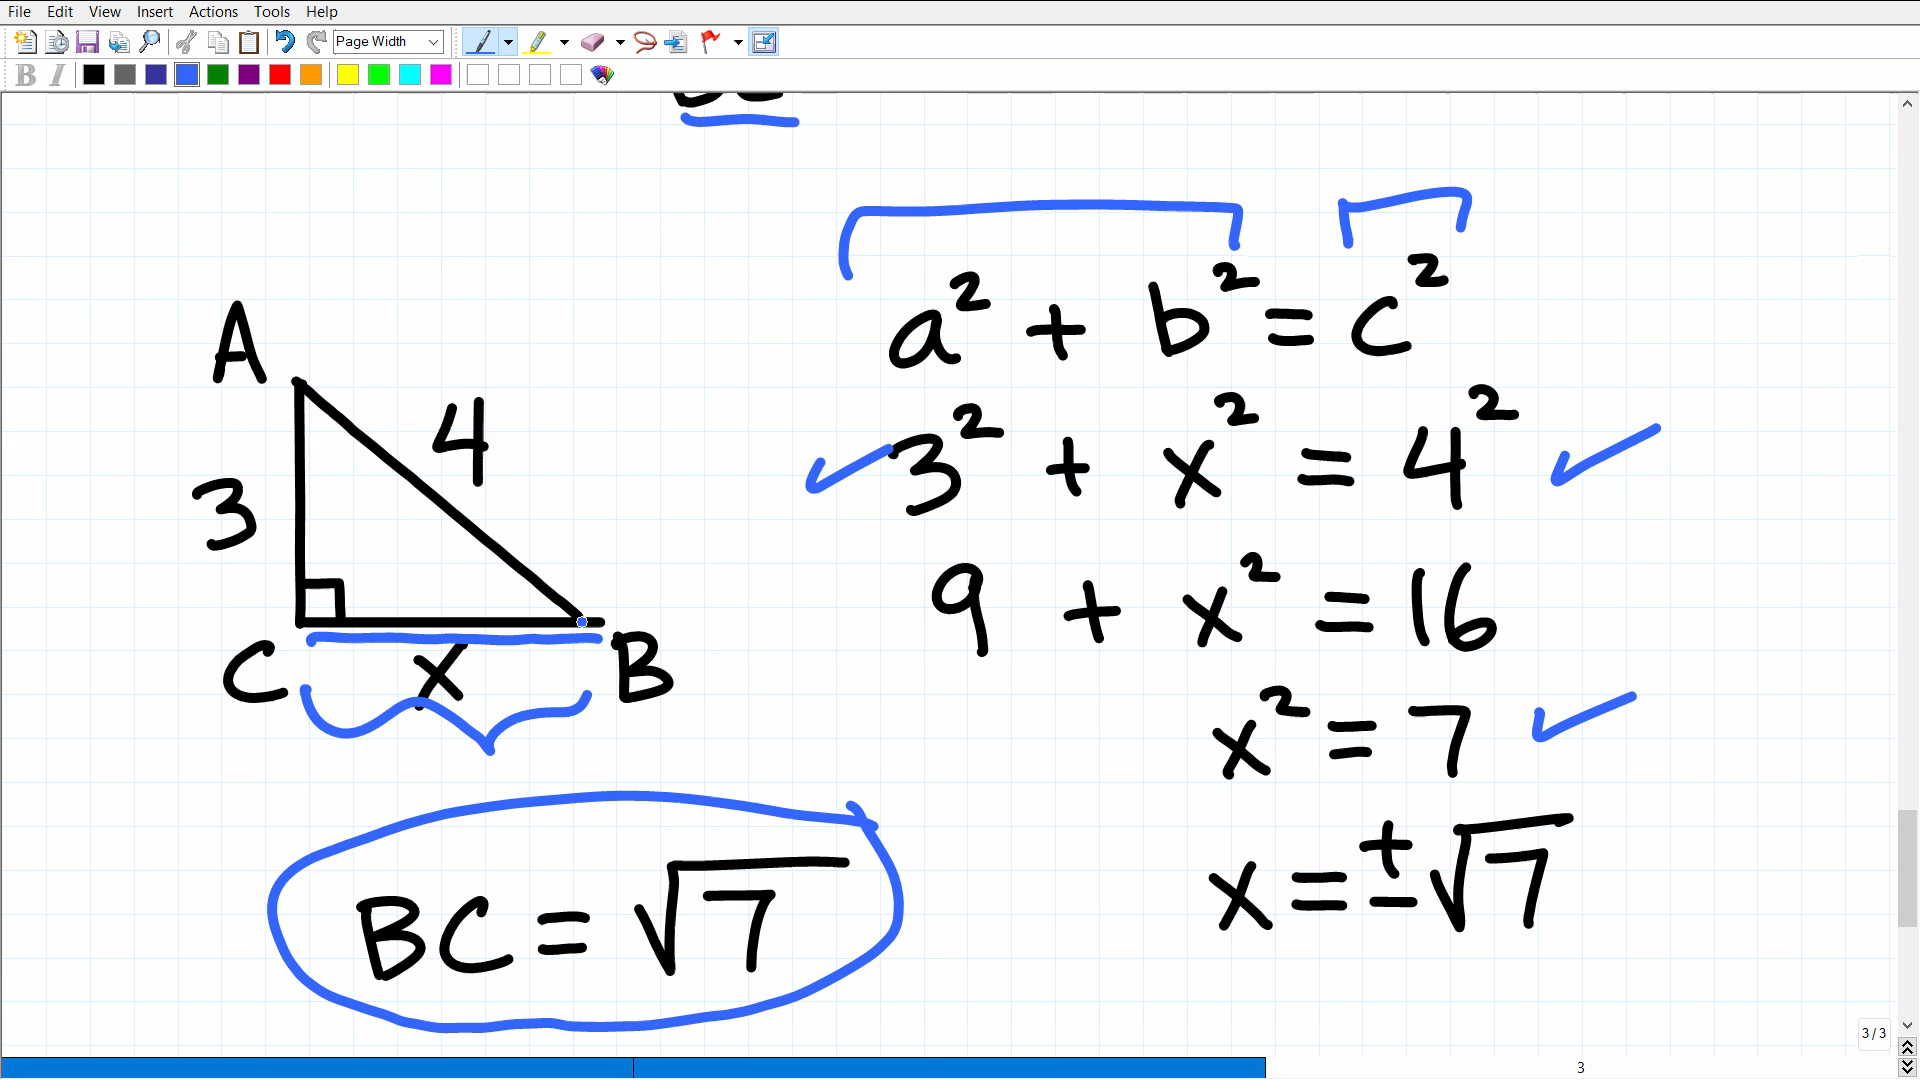 File Edit View Insert Actions Tools Help
Page Width
B I
A
4
3
C x B
BC = √7
a² + b² = c²
3² + x² = 4²
9 + x² = 16
x² = 7
x = ±√7
3 / 3
3